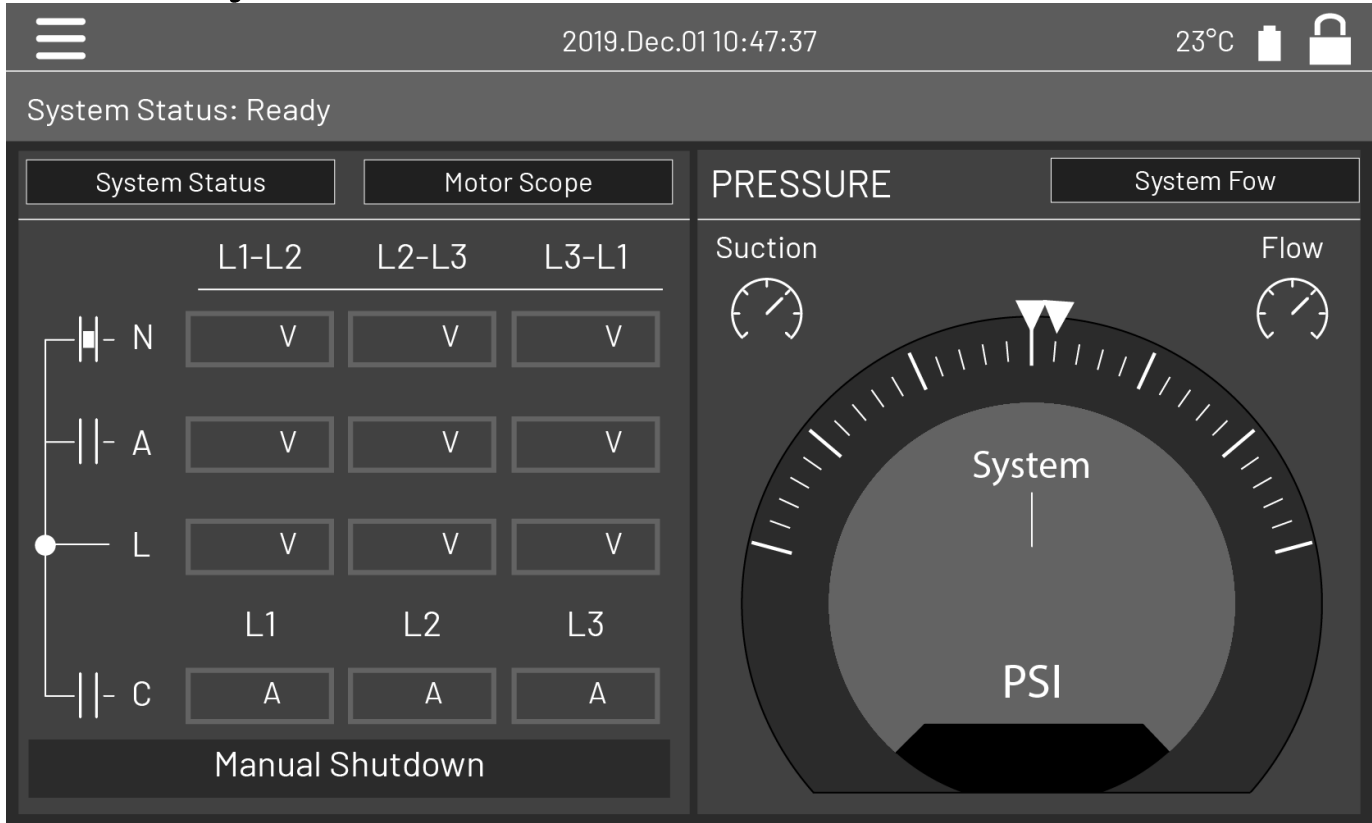 2019.Dec.01 10:47:37 23°C
System Status: Ready
System Status Motor Scope
L1-L2 L2-L3 L3-L1
N V V V
A V V V
L V V V
L1 L2 L3
C A A A
Manual Shutdown
PRESSURE System Fow
Suction Flow
System
PSI